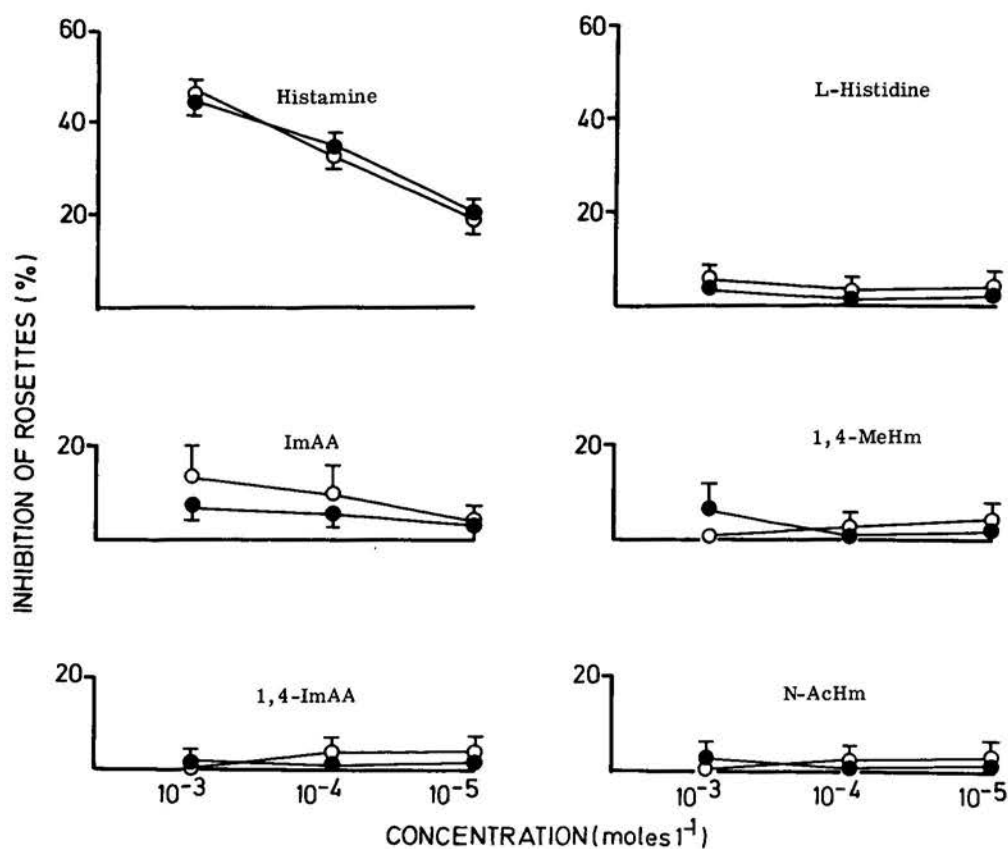 INHIBITION OF ROSETTES (%)
60
40
20
Histamine
60
40
20
L-Histidine
20
ImAA
20
1,4-MeHm
20
1,4-ImAA
10-3 10-4 10-5
20
N-AcHm
10-3 10-4 10-5
CONCENTRATION (moles l-1)